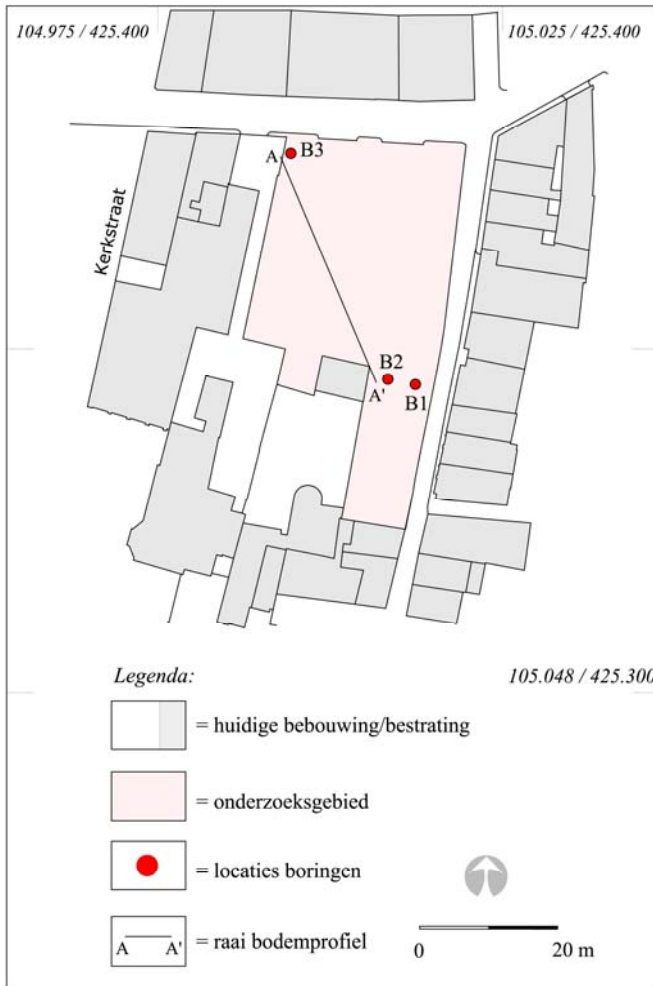 104.975 / 425.400
105.025 / 425.400
A
B3
Kerkstraat
B2
A'
B1
Legenda:
105.048 / 425.300
= huidige bebouwing/bestrating
= onderzoeksgebied
= locaties boringen
A A' = raai bodemprofiel
0 20 m